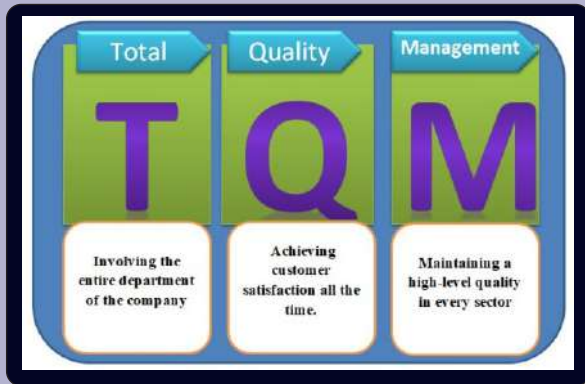 Total
T
Involving the
entire department
of the company
Quality
Q
Achieving
customer
satisfaction all the
time.
Management
M
Maintaining a
high-level quality
in every sector